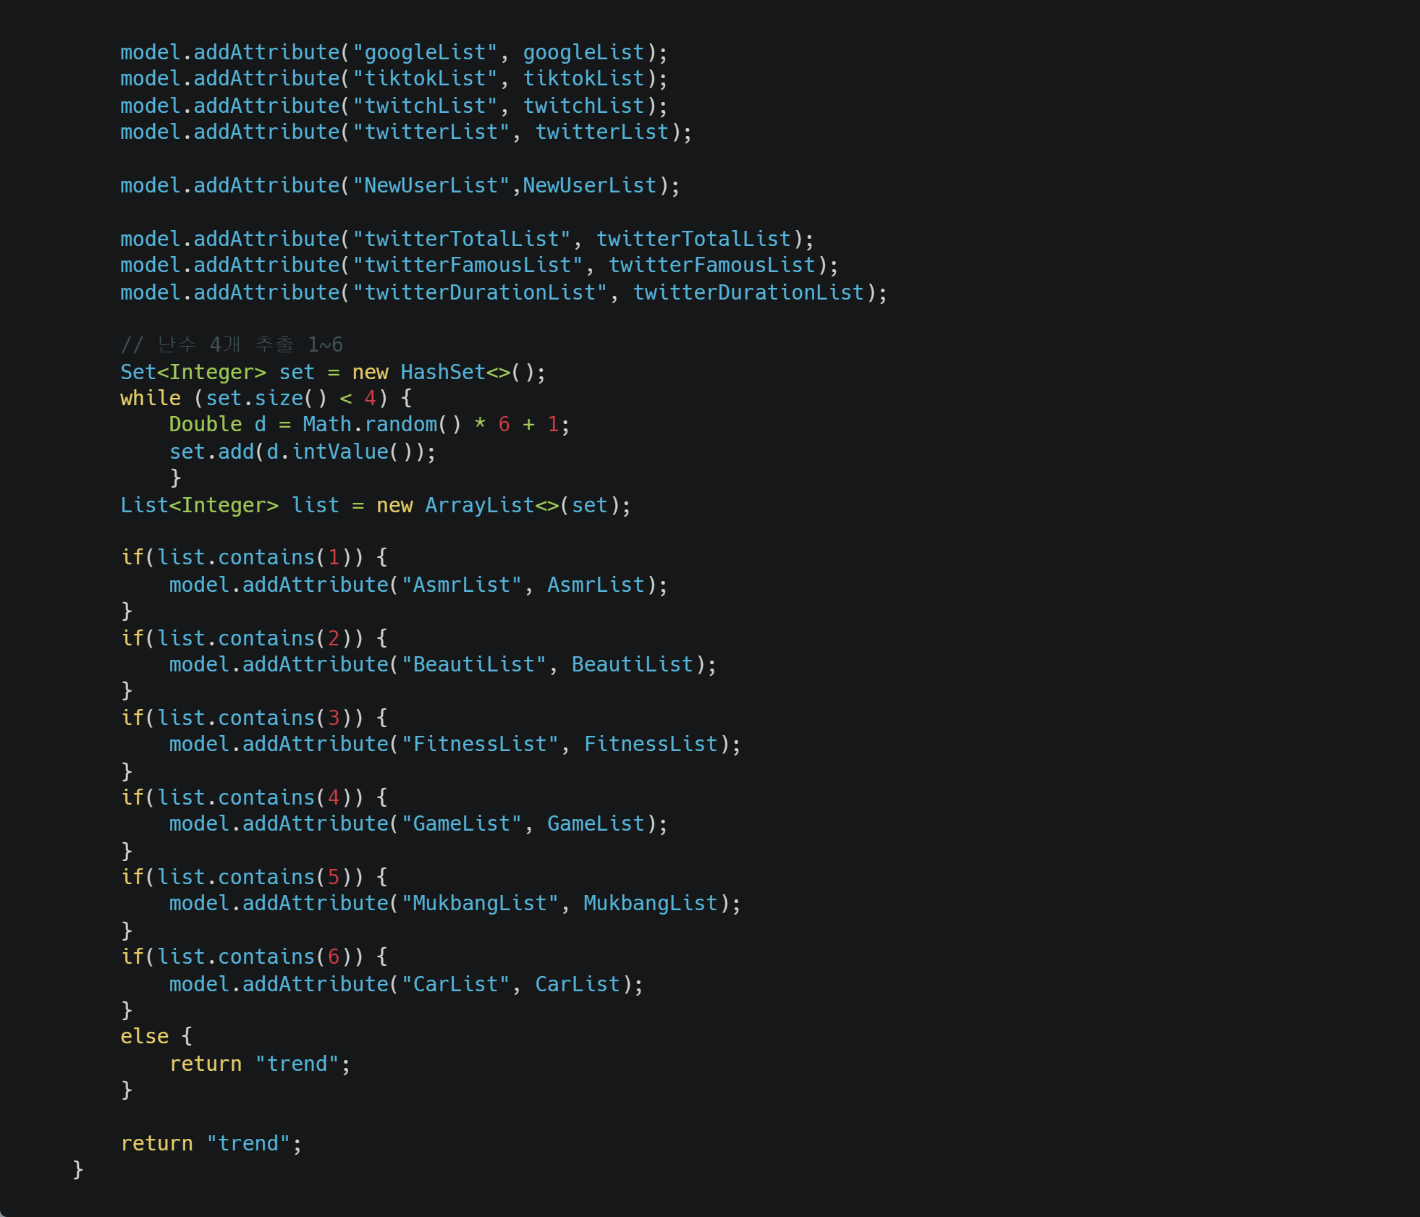 model.addAttribute("googleList", googleList);
model.addAttribute("tiktokList", tiktokList);
model.addAttribute("twitchList", twitchList);
model.addAttribute("twitterList", twitterList);
model.addAttribute("NewUserList",NewUserList);
model.addAttribute("twitterTotalList", twitterTotalList);
model.addAttribute("twitterFamousList", twitterFamousList);
model.addAttribute("twitterDurationList", twitterDurationList);
// 난수 4개 추출 1~6
Set<Integer> set = new HashSet<>();
while (set.size() < 4) {
Double d = Math.random() * 6 + 1;
set.add(d.intValue());
}
List<Integer> list = new ArrayList<>(set);
if(list.contains(1)) {
model.addAttribute("AsmrList", AsmrList);
}
if(list.contains(2)) {
model.addAttribute("BeautiList", BeautiList);
}
if(list.contains(3)) {
model.addAttribute("FitnessList", FitnessList);
}
if(list.contains(4)) {
model.addAttribute("GameList", GameList);
}
if(list.contains(5)) {
model.addAttribute("MukbangList", MukbangList);
}
if(list.contains(6)) {
model.addAttribute("CarList", CarList);
}
else {
return "trend";
}
return "trend";
}